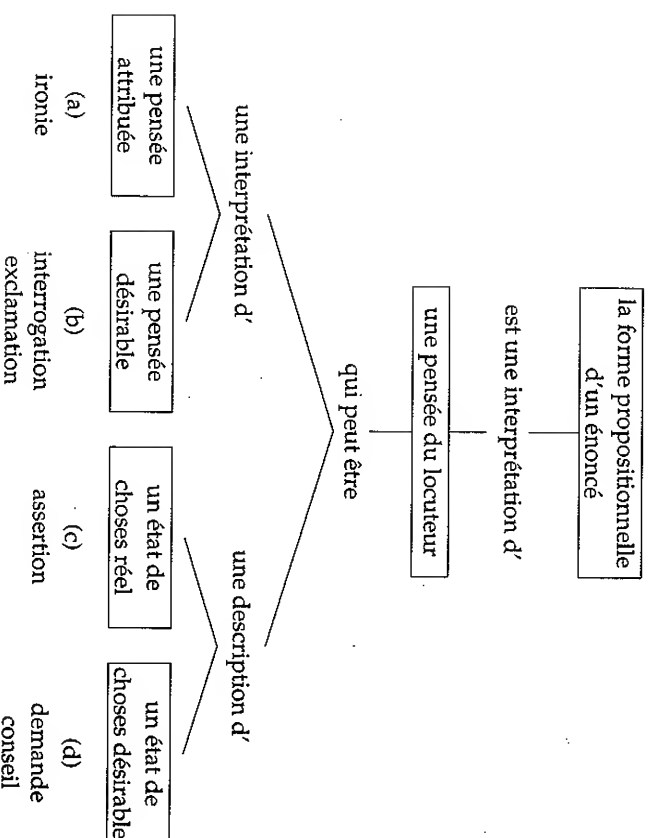 la forme propositionnelle
d'un énoncé
est une interprétation d'
une pensée du locuteur
qui peut être
une interprétation d'
une description d'
une pensée
attribuée
une pensée
désirable
un état de
choses réel
un état de
choses désirable
(a)
ironie
(b)
interrogation
exclamation
(c)
assertion
(d)
demande
conseil